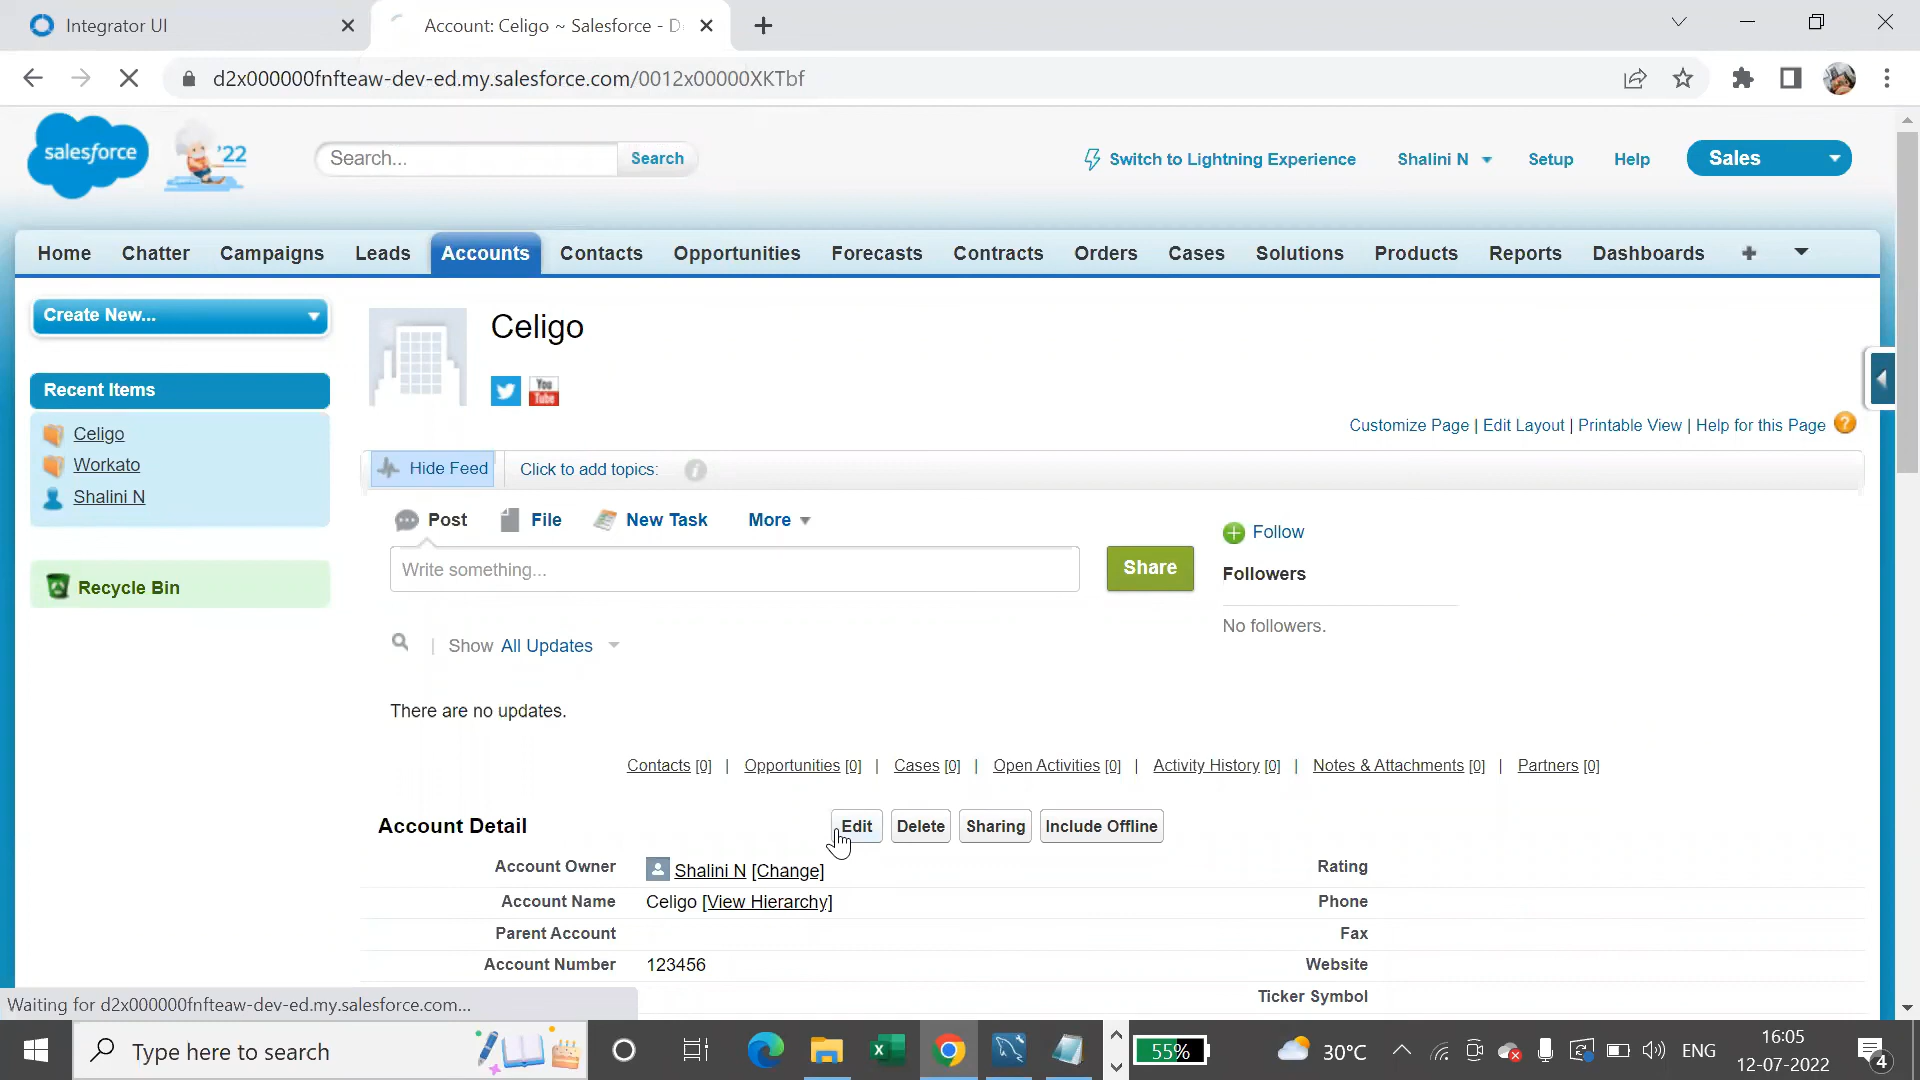 Integrator UI
Account: Celigo ~ Salesforce - D
d2x000000fnfteaw-dev-ed.my.salesforce.com/0012x00000XKTbf
salesforce
'22
Search...
Search
Switch to Lightning Experience
Shalini N
Setup
Help
Sales
Home
Chatter
Campaigns
Leads
Accounts
Contacts
Opportunities
Forecasts
Contracts
Orders
Cases
Solutions
Products
Reports
Dashboards
Create New...
Recent Items
Celigo
Workato
Shalini N
Recycle Bin
Celigo
You
Tube
Customize Page | Edit Layout | Printable View | Help for this Page ?
Hide Feed
Click to add topics:
Post
File
New Task
More
Write something...
Share
Follow
Followers
No followers.
Show All Updates
There are no updates.
Contacts [0] | Opportunities [0] | Cases [0] | Open Activities [0] | Activity History [0] | Notes & Attachments [0] | Partners [0]
Account Detail
Edit
Delete
Sharing
Include Offline
Account Owner Shalini N [Change]
Rating
Account Name Celigo [View Hierarchy]
Phone
Parent Account
Fax
Account Number 123456
Website
Ticker Symbol
Waiting for d2x000000fnfteaw-dev-ed.my.salesforce.com...
Type here to search
55%
30°C
ENG
16:05
12-07-2022
4